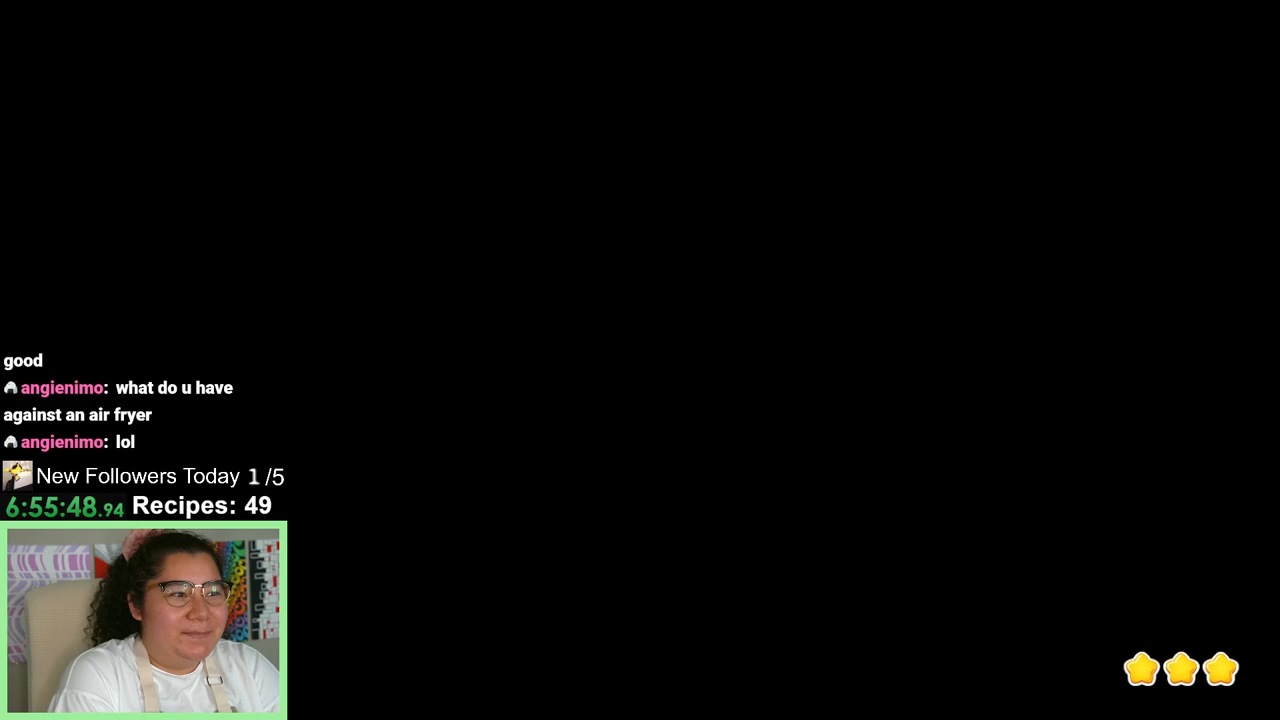 good
angienimo: what do u have
against an air fryer
angienimo: lol
New Followers Today 1 /5
6:55:48.94 Recipes: 49